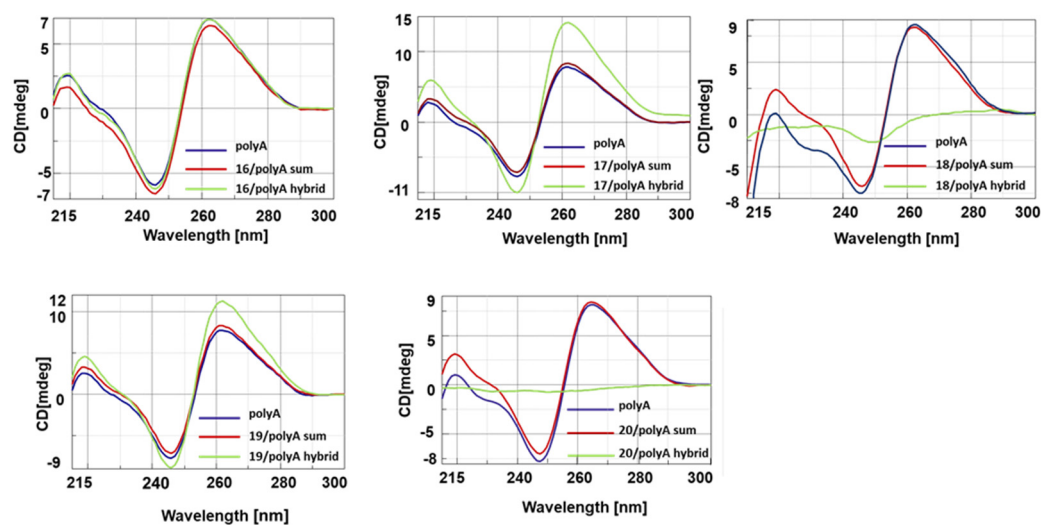 7
5
0
-5
-7
CD[mdeg]
polyA
16/polyA sum
16/polyA hybrid
215 240 260 280 300
Wavelength [nm]
15
10
0
-11
CD[mdeg]
polyA
17/polyA sum
17/polyA hybrid
215 240 260 280 300
Wavelength [nm]
9
5
0
-5
-8
CD[mdeg]
polyA
18/polyA sum
18/polyA hybrid
215 240 260 280 300
Wavelength [nm]
12
10
0
-9
CD[mdeg]
polyA
19/polyA sum
19/polyA hybrid
215 240 260 280 300
Wavelength [nm]
9
5
0
-5
-8
CD[mdeg]
polyA
20/polyA sum
20/polyA hybrid
215 240 260 280 300
Wavelength [nm]